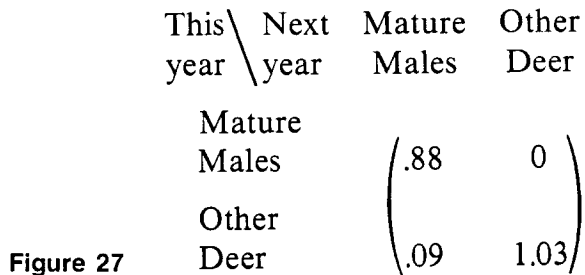 This \ Next Mature Other
year \ year Males Deer
Mature
Males .88 0
Other
Figure 27 Deer .09 1.03